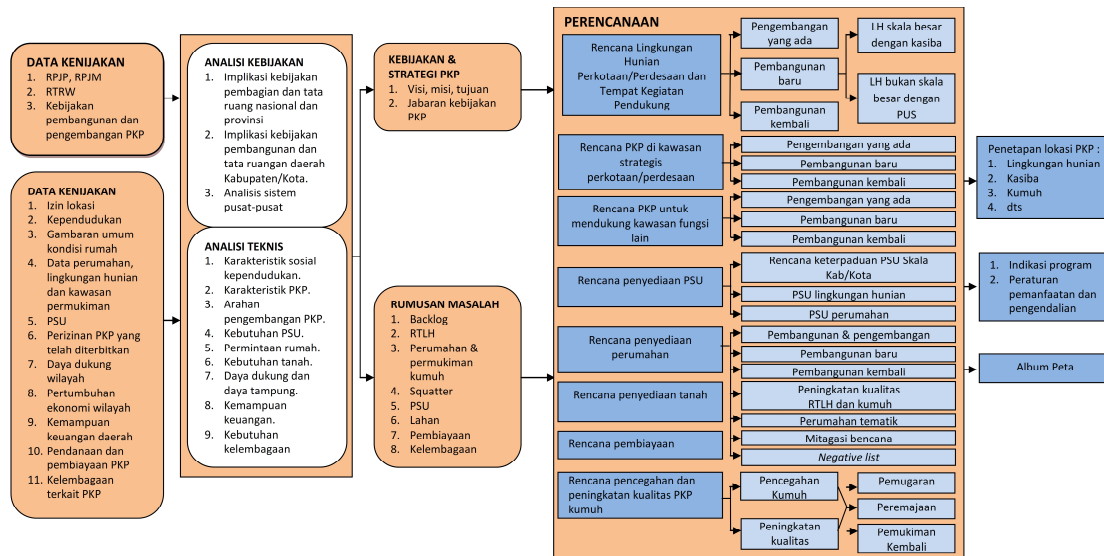 DATA KENIJAKAN
1. RPJP, RPJM
2. RTRW
3. Kebijakan
pembangunan dan
pengembangan PKP
DATA KENIJAKAN
1. Izin lokasi
2. Kependudukan
3. Gambaran umum
kondisi rumah
4. Data perumahan,
lingkungan hunian
dan kawasan
permukiman
5. PSU
6. Perizinan PKP yang
telah diterbitkan
7. Daya dukung
wilayah
8. Pertumbuhan
ekonomi wilayah
9. Kemampuan
keuangan daerah
10. Pendanaan dan
pembiayaan PKP
11. Kelembagaan
terkait PKP
ANALISI KEBIJAKAN
1. Implikasi kebijakan
pembagian dan tata
ruang nasional dan
provinsi
2. Implikasi kebijakan
pembangunan dan
tata ruangan daerah
Kabupaten/Kota.
3. Analisis sistem
pusat-pusat
ANALISI TEKNIS
1. Karakteristik sosial
kependudukan.
2. Karakteristik PKP.
3. Arahan
pengembangan PKP.
4. Kebutuhan PSU.
5. Permintaan rumah.
6. Kebutuhan tanah.
7. Daya dukung dan
daya tampung.
8. Kemampuan
keuangan.
9. Kebutuhan
kelembagaan
KEBIJAKAN &
STRATEGI PKP
1. Visi, misi, tujuan
2. Jabaran kebijakan
PKP
RUMUSAN MASALAH
1. Backlog
2. RTLH
3. Perumahan &
permukiman
kumuh
4. Squatter
5. PSU
6. Lahan
7. Pembiayaan
8. Kelembagaan
PERENCANAAN
Rencana Lingkungan
Hunian
Perkotaan/Perdesaan dan
Tempat Kegiatan
Pendukung
Pengembangan
yang ada
Pembangunan
baru
Pembangunan
kembali
LH skala besar
dengan kasiba
LH bukan skala
besar dengan
PUS
Rencana PKP di kawasan
strategis
perkotaan/perdesaan
Pengembangan yang ada
Pembangunan baru
Pembangunan kembali
Rencana PKP untuk
mendukung kawasan fungsi
lain
Pengembangan yang ada
Pembangunan baru
Pembangunan kembali
Rencana penyediaan PSU
Rencana keterpaduan PSU Skala
Kab/Kota
PSU lingkungan hunian
PSU perumahan
Rencana penyediaan
perumahan
Pembangunan & pengembangan
Pembangunan baru
Pembangunan kembali
Peningkatan kualitas
RTLH dan kumuh
Perumahan tematik
Mitagasi bencana
Negative list
Rencana penyediaan tanah
Rencana pembiayaan
Rencana pencegahan dan
peningkatan kualitas PKP
kumuh
Pencegahan
Kumuh
Peningkatan
kualitas
Pemugaran
Peremajaan
Pemukiman
Kembali
Penetapan lokasi PKP :
1. Lingkungan hunian
2. Kasiba
3. Kumuh
4. dts
1. Indikasi program
2. Peraturan
pemanfaatan dan
pengendalian
Album Peta